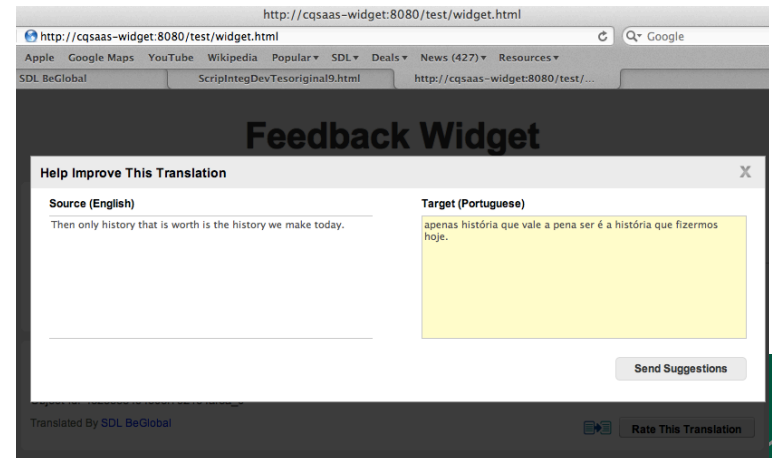 http://cqsaas-widget:8080/test/widget.html
http://cqsaas-widget:8080/test/widget.html
Google
Apple Google Maps YouTube Wikipedia Popular SDL Deals News (427) Resources
SDL BeGlobal ScripIntegDevTesoriginal9.html http://cqsaas-widget:8080/test/...
Feedback Widget
Help Improve This Translation X
Source (English)
Then only history that is worth is the history we make today.
Target (Portuguese)
apenas história que vale a pena ser é a história que fizermos
hoje.
Send Suggestions
Translated By SDL BeGlobal
Rate This Translation